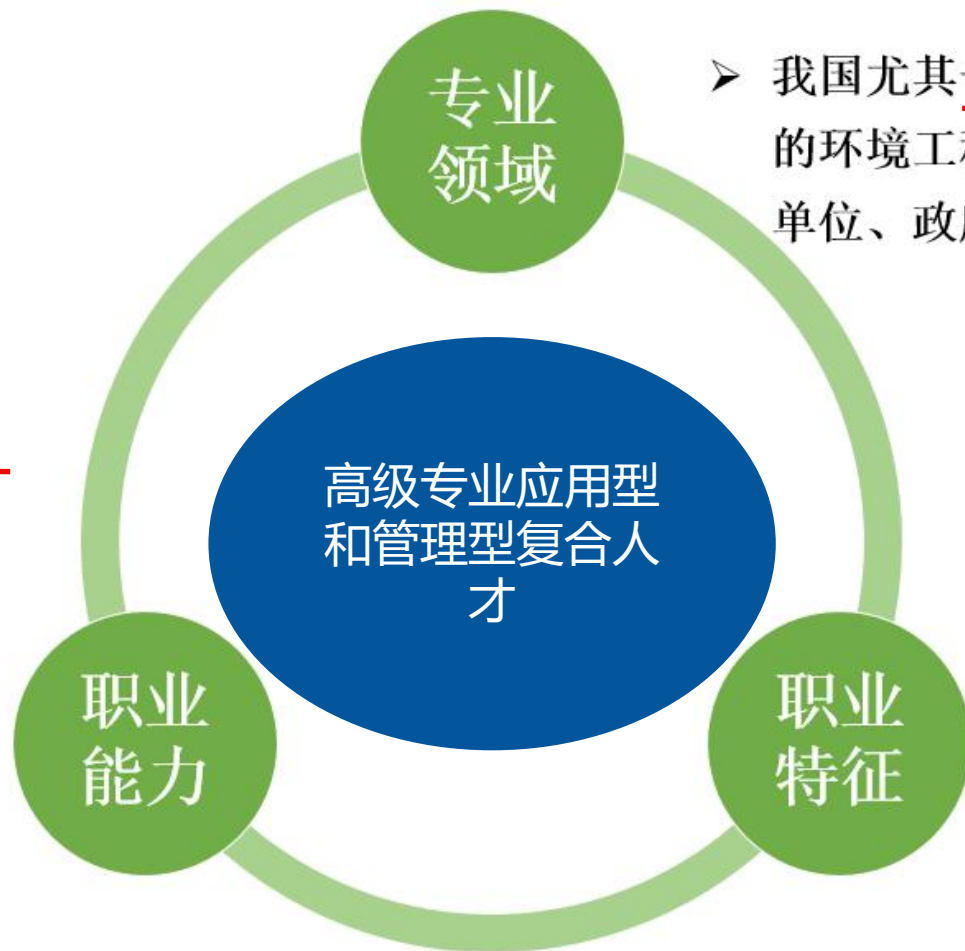 专业
领域
我国尤其
的环境工
单位、政
高级专业应用型
和管理型复合人
才
职业
能力
职业
特征